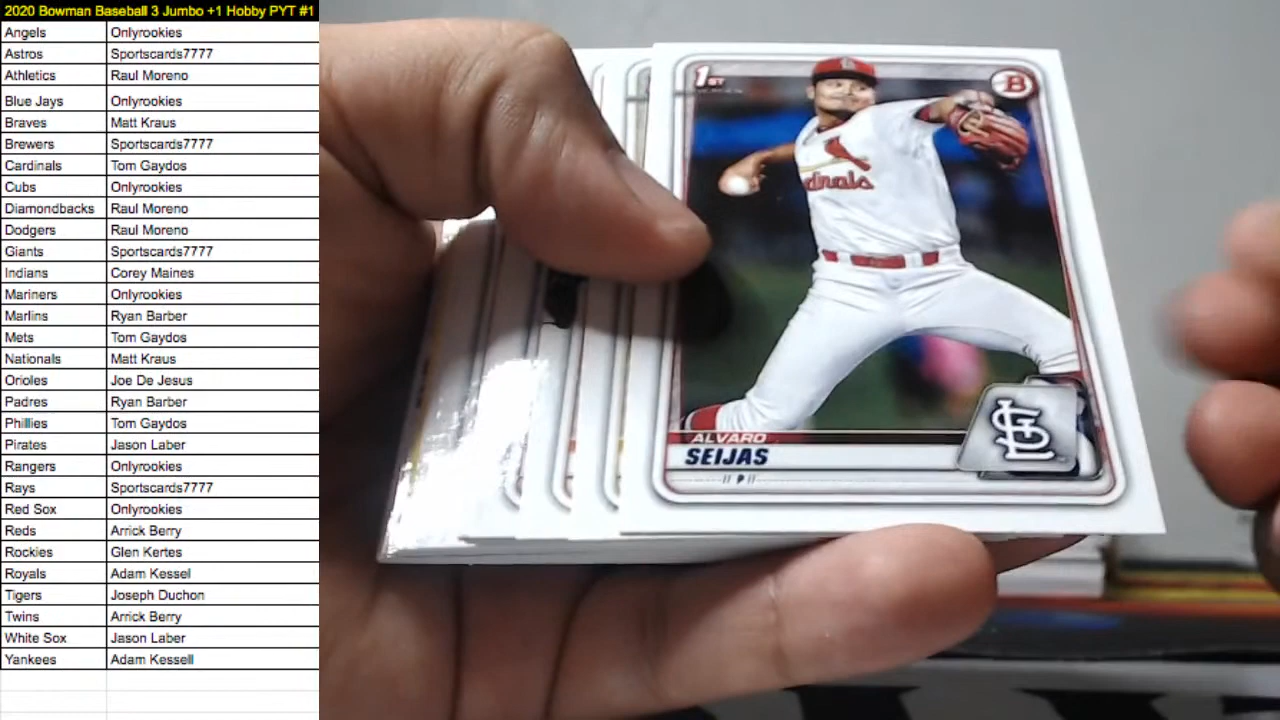 2020 Bowman Baseball 3 Jumbo +1 Hobby PYT #1
Angels Onlyrookies
Astros Sportscards7777
Athletics Raul Moreno
Blue Jays Onlyrookies
Braves Matt Kraus
Brewers Sportscards7777
Cardinals Tom Gaydos
Cubs Onlyrookies
Diamondbacks Raul Moreno
Dodgers Raul Moreno
Giants Sportscards7777
Indians Corey Maines
Mariners Onlyrookies
Marlins Ryan Barber
Mets Tom Gaydos
Nationals Matt Kraus
Orioles Joe De Jesus
Padres Ryan Barber
Phillies Tom Gaydos
Pirates Jason Laber
Rangers Onlyrookies
Rays Sportscards7777
Red Sox Onlyrookies
Reds Arrick Berry
Rockies Glen Kertes
Royals Adam Kessel
Tigers Joseph Duchon
Twins Arrick Berry
White Sox Jason Laber
Yankees Adam Kessell
1ST
B
dnals
ALVARO
SEIJAS
P
STL